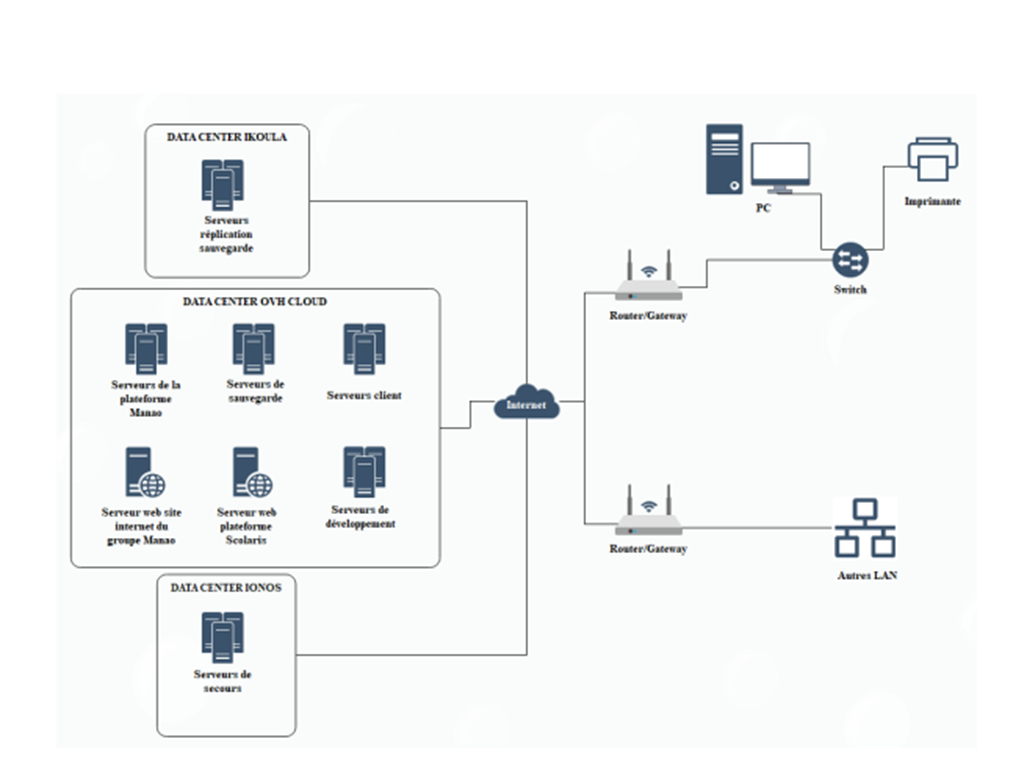 DATA CENTER IKOULA
Serveurs
réplication
sauvegarde
DATA CENTER OVH CLOUD
Serveurs de la
plateforme
Manao
Serveurs de
sauvegarde
Serveurs client
Serveur web site
internet du
groupe Manao
Serveur web
plateforme
Scolaris
Serveurs de
développement
DATA CENTER IONOS
Serveurs de
secours
Internet
PC
Imprimante
Switch
Router/Gateway
Router/Gateway
Autres LAN